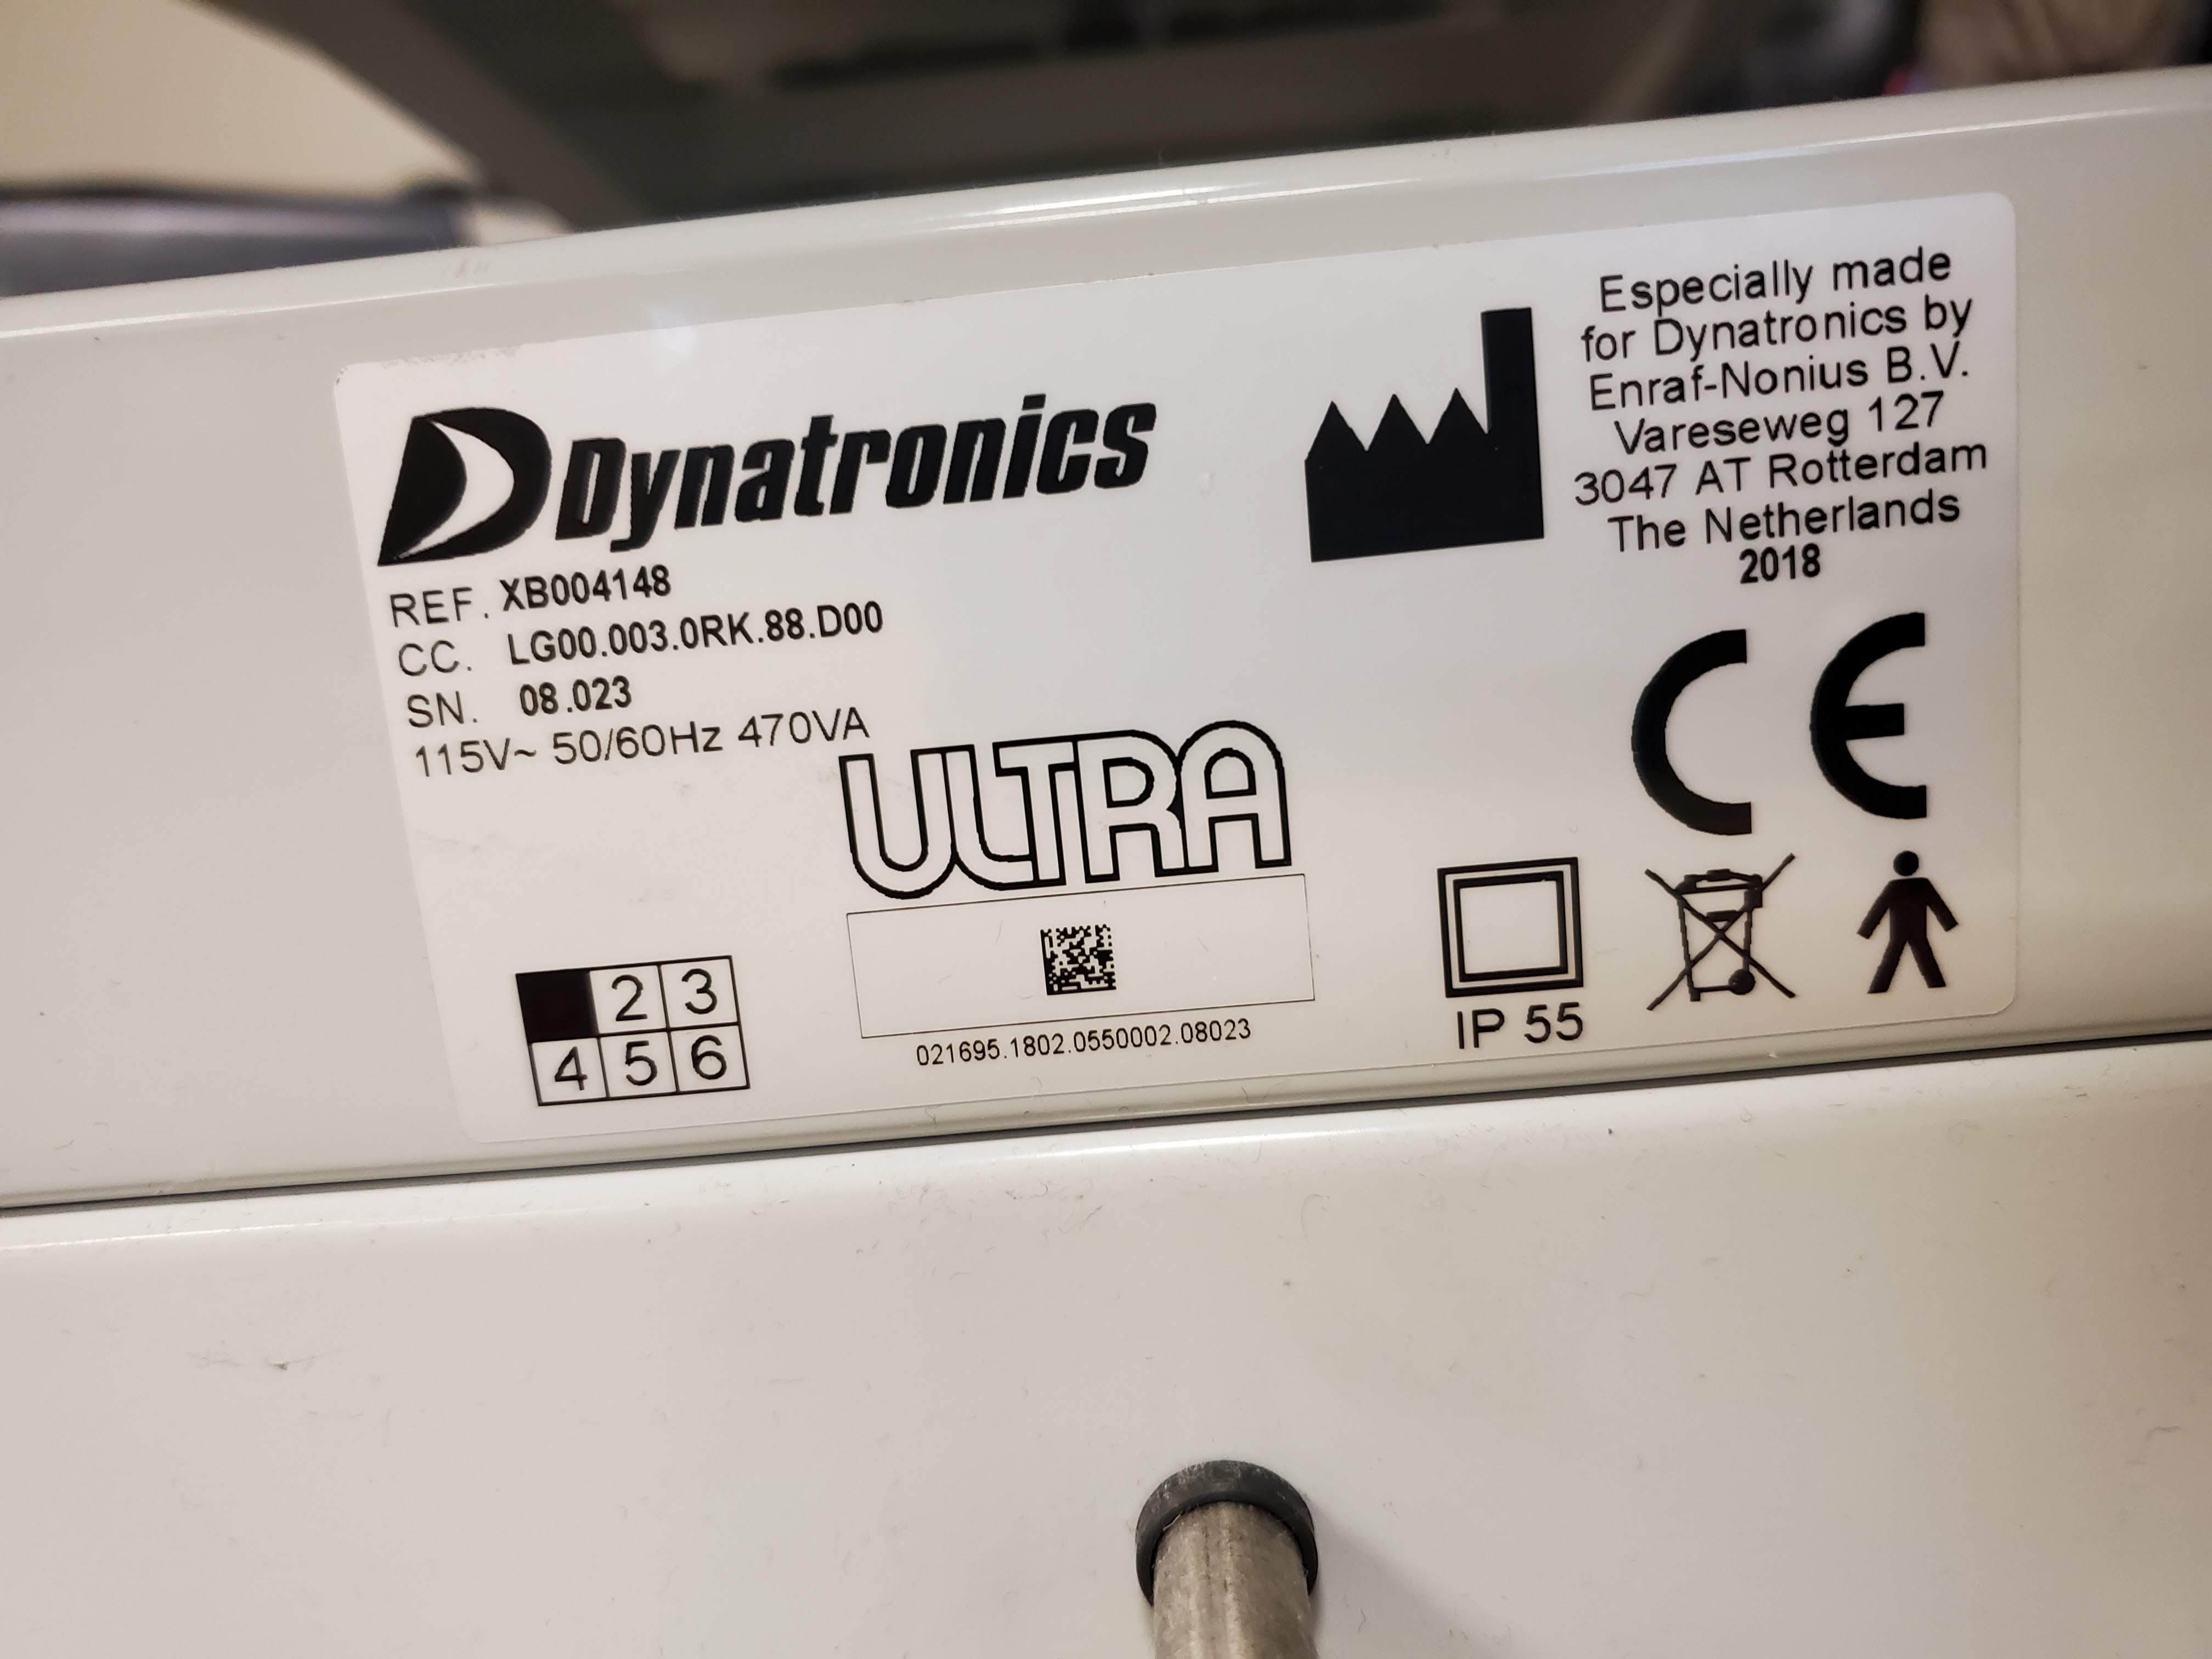 Dynatronics
REF. XB004148
CC. LG00.003.0RK.88.D00
SN. 08.023
115V~ 50/60Hz 470VA
Especially made
for Dynatronics by
Enraf-Nonius B.V.
Vareseweg 127
3047 AT Rotterdam
The Netherlands
2018
CE
ULTRA
2 3
4 5 6
021695.1802.0550002.08023
IP 55